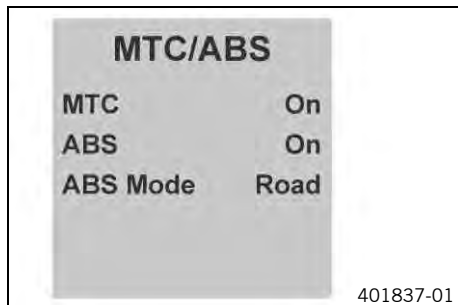 MTC/ABS
MTC On
ABS On
ABS Mode Road
401837-01